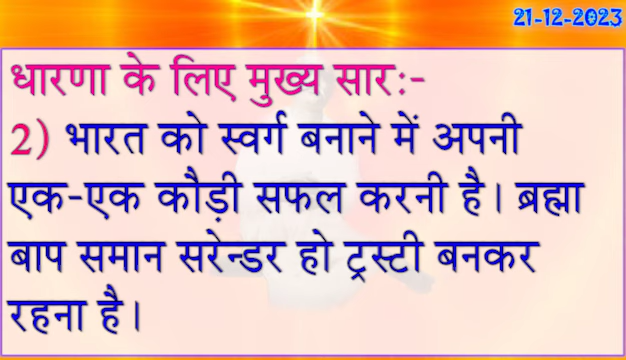 21-12-2023
धारणा के लिए मुख्य सार:-
2) भारत को स्वर्ग बनाने में अपनी
एक-एक कौड़ी सफल करनी है। ब्रह्मा
बाप समान सरेन्डर हो ट्रस्टी बनकर
रहना है।